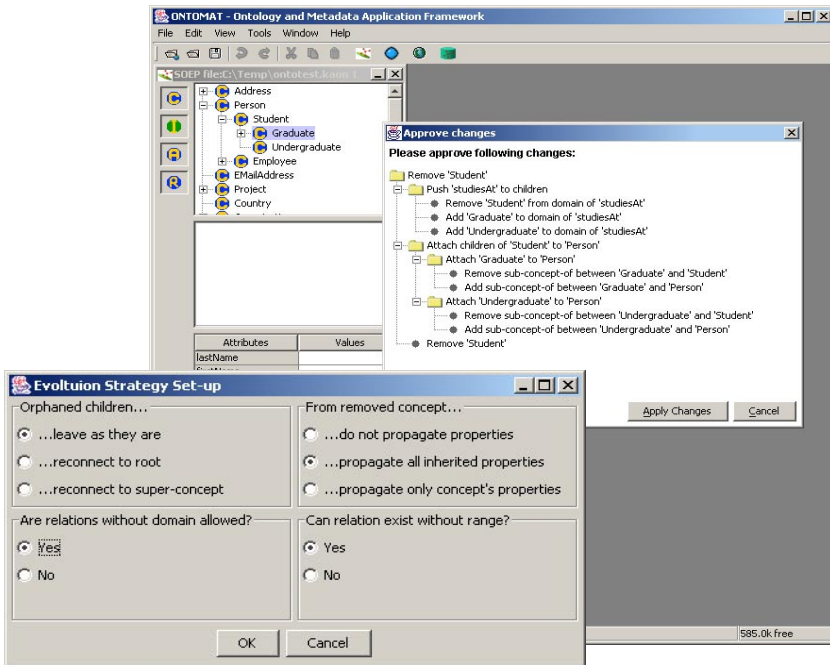 ONTOMAT - Ontology and Metadata Application Framework
File Edit View Tools Window Help
SOEP file:C:\Temp\ontotest.kaon
Address
Person
Student
Graduate
Undergraduate
Employee
EMailAddress
Project
Country
Attributes Values
lastName
Approve changes
Please approve following changes:
Remove 'Student'
Push 'studiesAt' to children
Remove 'Student' from domain of 'studiesAt'
Add 'Graduate' to domain of 'studiesAt'
Add 'Undergraduate' to domain of 'studiesAt'
Attach children of 'Student' to 'Person'
Attach 'Graduate' to 'Person'
Remove sub-concept-of between 'Graduate' and 'Student'
Add sub-concept-of between 'Graduate' and 'Person'
Attach 'Undergraduate' to 'Person'
Remove sub-concept-of between 'Undergraduate' and 'Student'
Add sub-concept-of between 'Undergraduate' and 'Person'
Remove 'Student'
Apply Changes Cancel
Evoltuion Strategy Set-up
Orphaned children...
...leave as they are
...reconnect to root
...reconnect to super-concept
From removed concept...
...do not propagate properties
...propagate all inherited properties
...propagate only concept's properties
Are relations without domain allowed?
Yes
No
Can relation exist without range?
Yes
No
OK Cancel
585.0k free